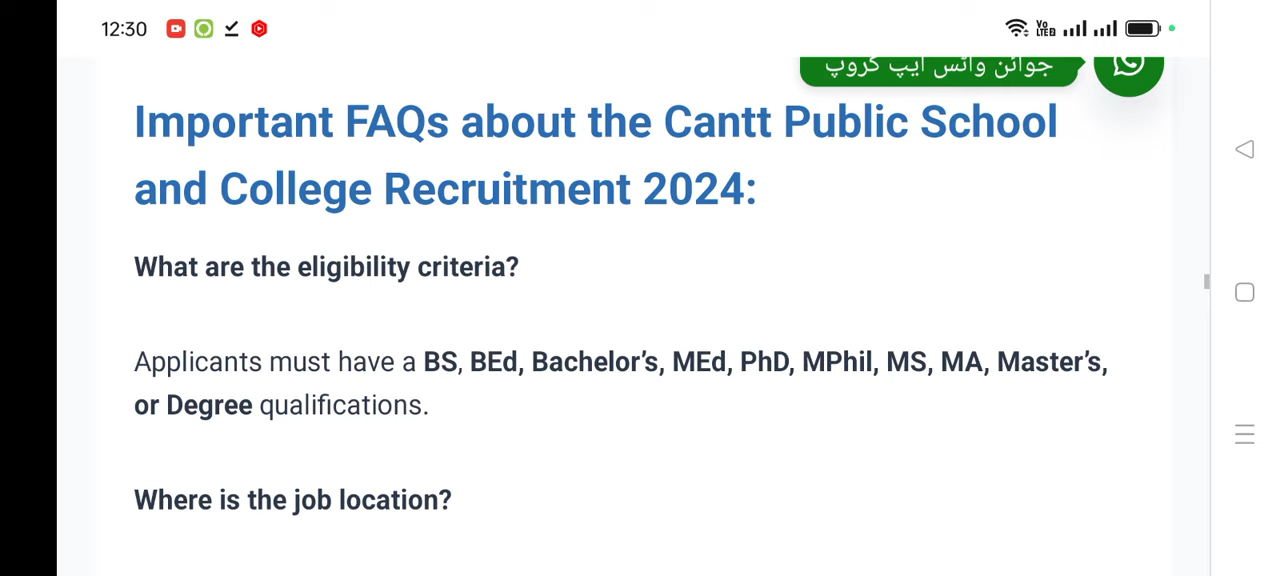 12:30
Vo
LTE2
جوائن واٹس ایپ گروپ
Important FAQs about the Cantt Public School
and College Recruitment 2024:
What are the eligibility criteria?
Applicants must have a BS, BEd, Bachelor’s, MEd, PhD, MPhil, MS, MA, Master’s,
or Degree qualifications.
Where is the job location?